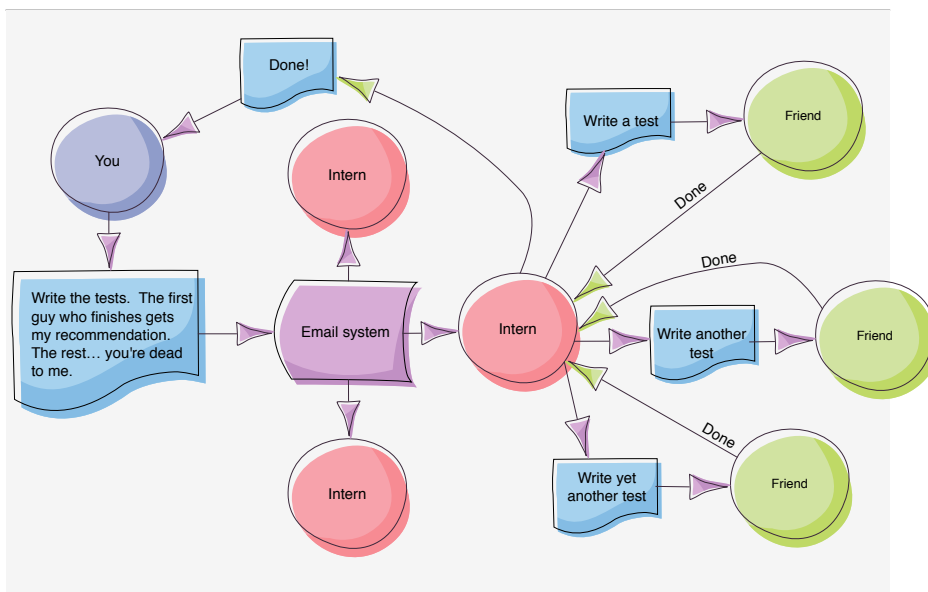 Done!
You
Intern
Write a test
Friend
Done
Write the tests.  The first
guy who finishes gets
my recommendation.
The rest… you're dead
to me.
Email system
Intern
Done
Write another
test
Friend
Intern
Done
Write yet
another test
Friend